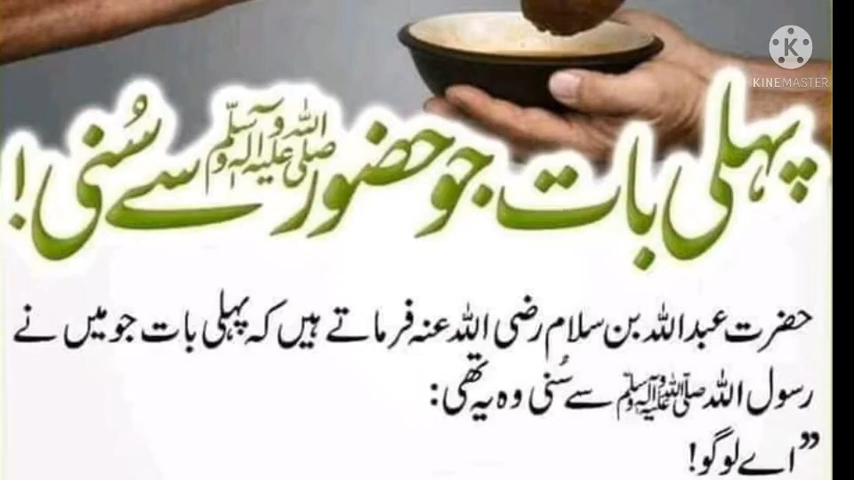 KINEMASTER
پہلی بات جو حضور صلی اللہ علیہ وآلہ وسلم سے سُنی!
حضرت عبداللہ بن سلام رضی اللہ عنہ فرماتے ہیں کہ پہلی بات جو میں نے
رسول اللہ صلی اللہ علیہ وآلہ وسلم سے سُنی وہ یہ تھی:
”اے لوگو!